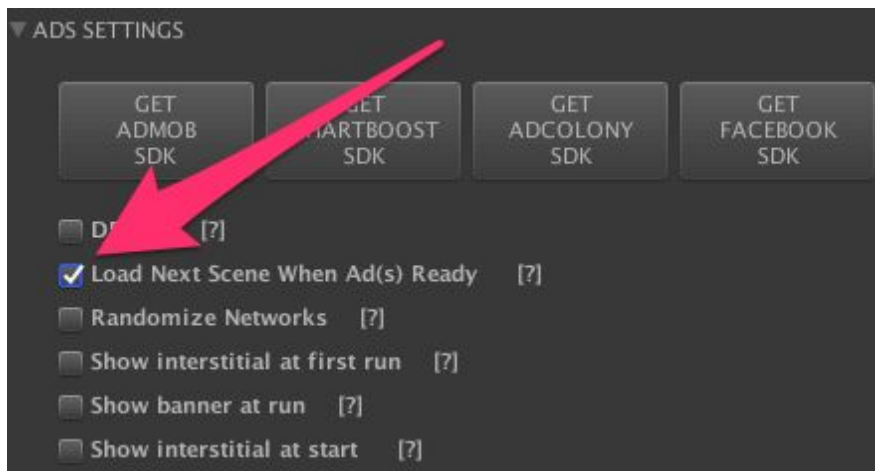 ADS SETTINGS
GET
ADMOB
SDK
GET
SDK
GET
ADCOLONY
SDK
GET
FACEBOOK
SDK
[?]
Load Next Scene When Ad(s) Ready [?]
Randomize Networks [?]
Show interstitial at first run [?]
Show banner at run [?]
Show interstitial at start [?]